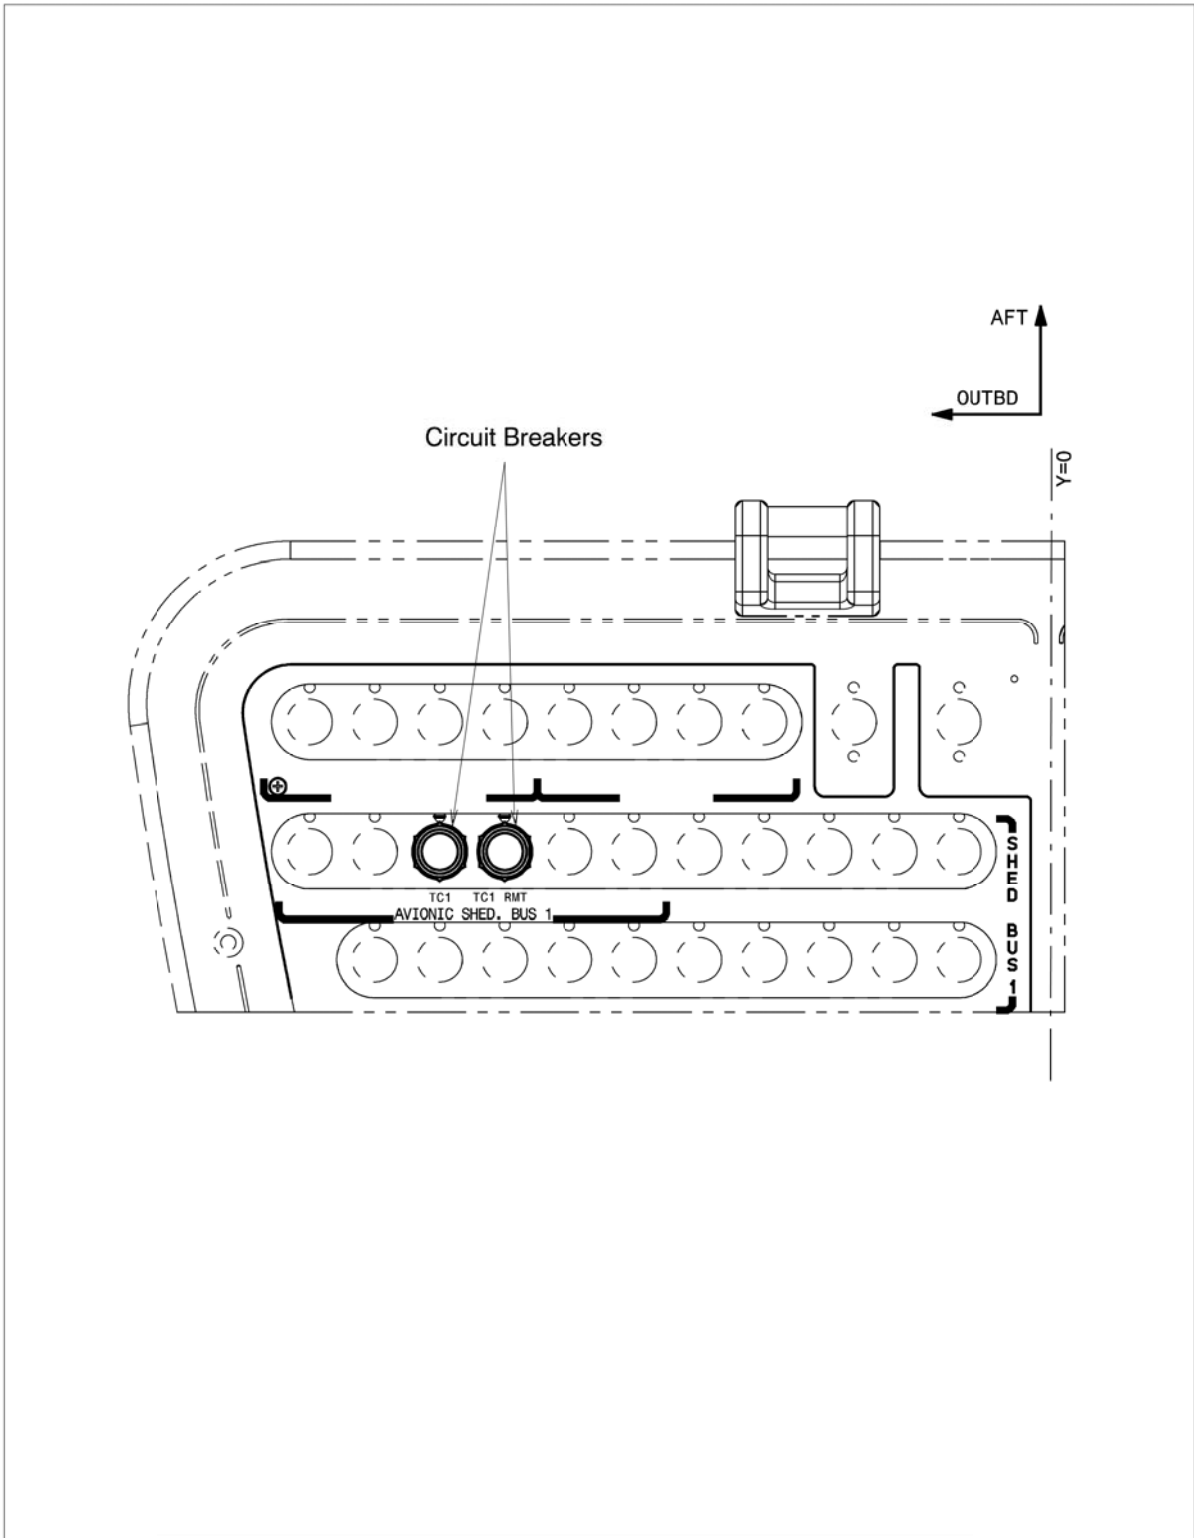 AFT
OUTBD
Circuit Breakers
Y=0
SHED BUS 1
TC1
TC1 RMT
AVIONIC SHED. BUS 1